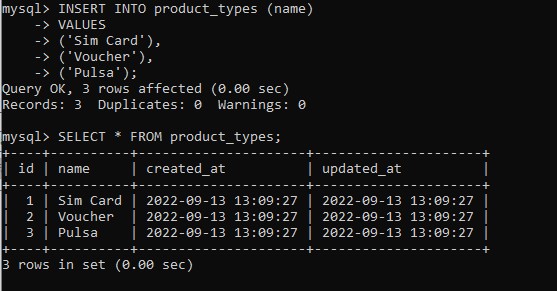 mysql> INSERT INTO product_types (name)
    -> VALUES
    -> ('Sim Card'),
    -> ('Voucher'),
    -> ('Pulsa');
Query OK, 3 rows affected (0.00 sec)
Records: 3  Duplicates: 0  Warnings: 0

mysql> SELECT * FROM product_types;
+----+----------+---------------------+---------------------+
| id | name     | created_at          | updated_at          |
+----+----------+---------------------+---------------------+
|  1 | Sim Card | 2022-09-13 13:09:27 | 2022-09-13 13:09:27 |
|  2 | Voucher  | 2022-09-13 13:09:27 | 2022-09-13 13:09:27 |
|  3 | Pulsa    | 2022-09-13 13:09:27 | 2022-09-13 13:09:27 |
+----+----------+---------------------+---------------------+
3 rows in set (0.00 sec)